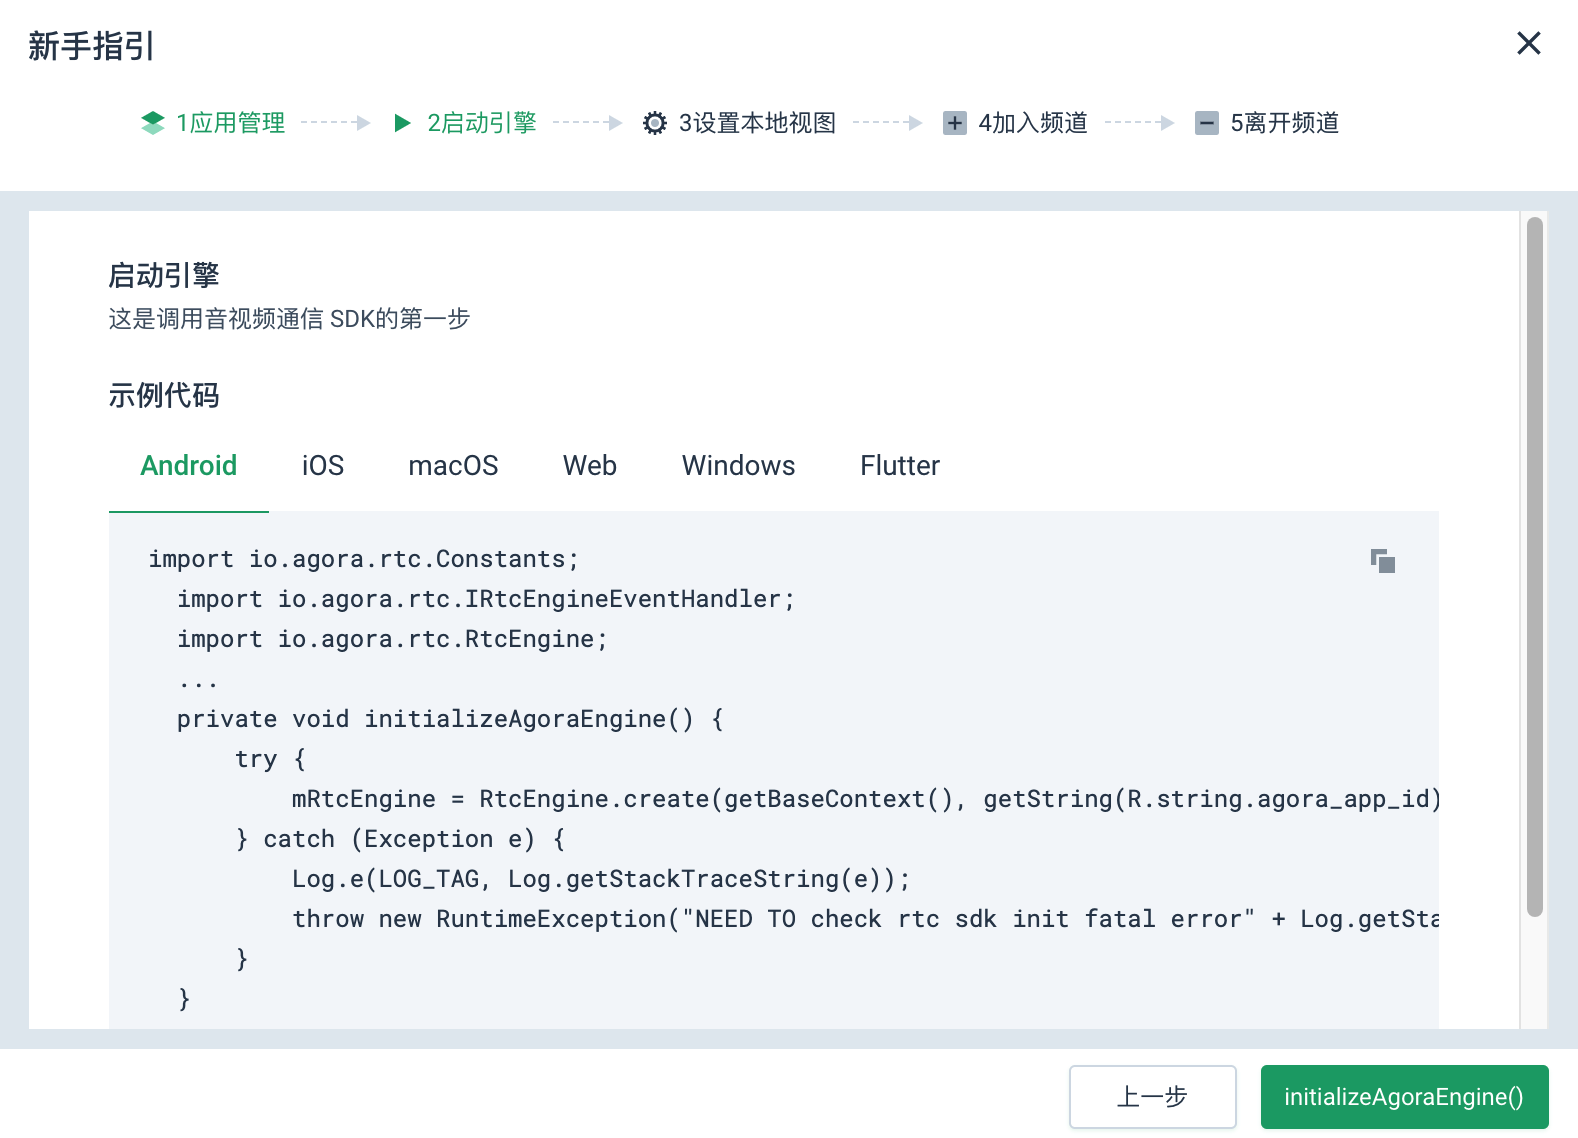 新手指引
1应用管理 2启动引擎 3设置本地视图 4加入频道 5离开频道
启动引擎
这是调用音视频通信 SDK的第一步
示例代码
Android iOS macOS Web Windows Flutter
import io.agora.rtc.Constants;
import io.agora.rtc.IRtcEngineEventHandler;
import io.agora.rtc.RtcEngine;
...
private void initializeAgoraEngine() {
try {
mRtcEngine = RtcEngine.create(getBaseContext(), getString(R.string.agora_app_id)
} catch (Exception e) {
Log.e(LOG_TAG, Log.getStackTraceString(e));
throw new RuntimeException("NEED TO check rtc sdk init fatal error" + Log.getSta
}
}
上一步 initializeAgoraEngine()